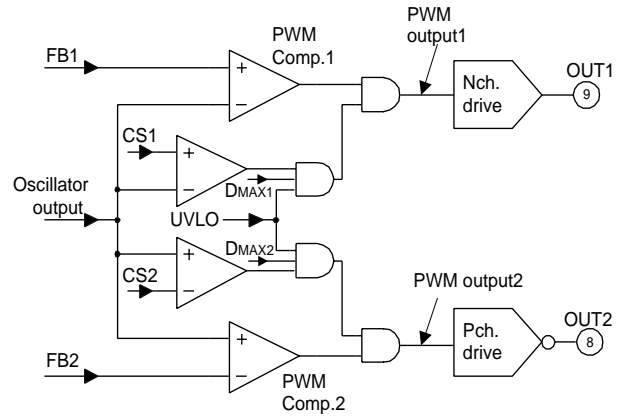 PWM
output1
FB1
PWM
Comp.1
+
−
Nch.
drive
OUT1
9
CS1
+
−
DMAX1
Oscillator
output
UVLO
DMAX2
+
−
CS2
PWM output2
+
−
FB2
PWM
Comp.2
Pch.
drive
OUT2
8